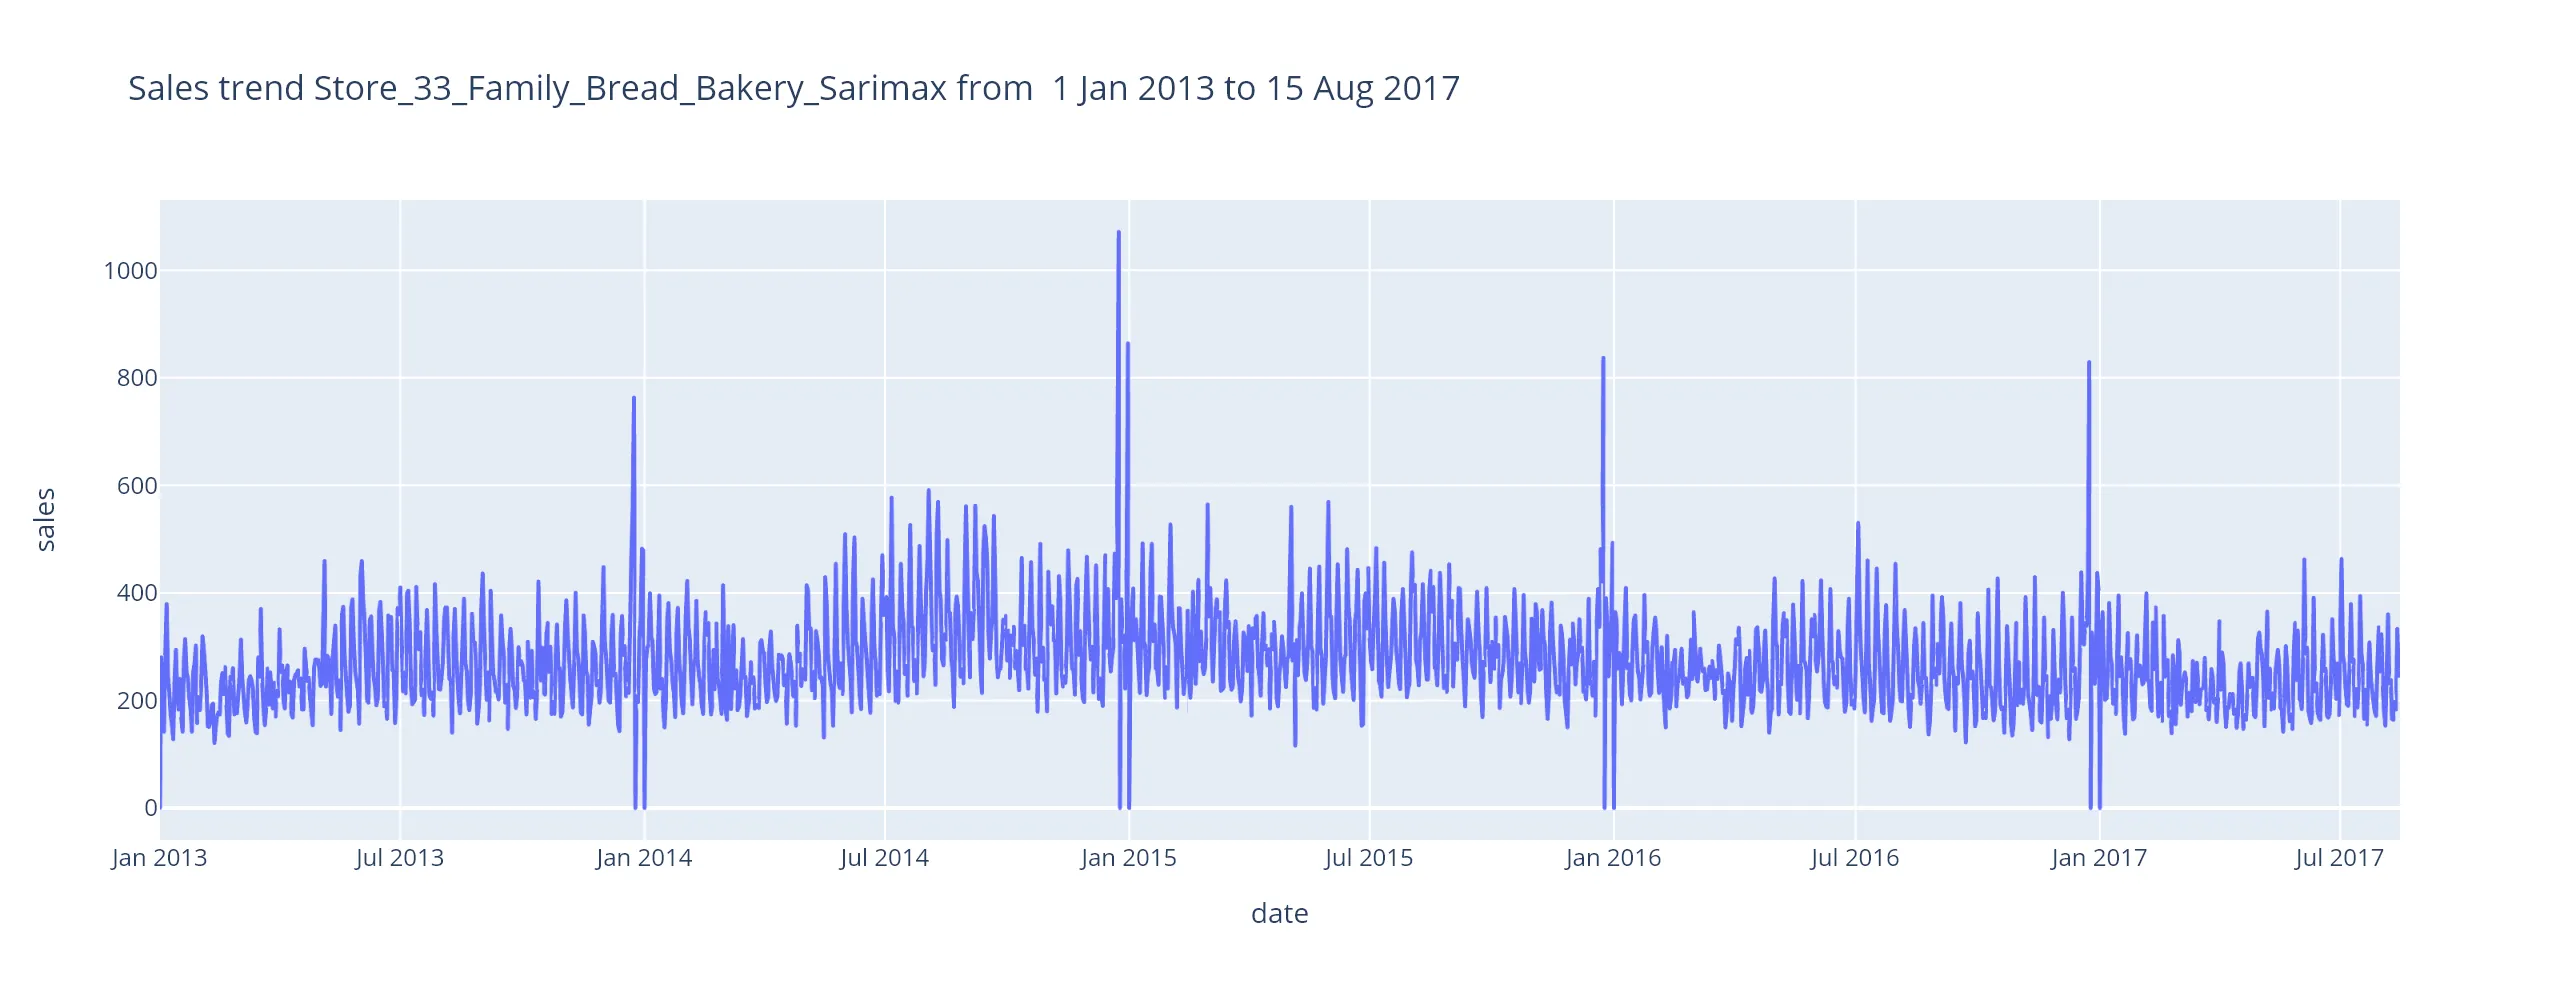 Sales trend Store_33_Family_Bread_Bakery_Sarimax from  1 Jan 2013 to 15 Aug 2017
1000
800
600
400
200
0
sales
Jan 2013
Jul 2013
Jan 2014
Jul 2014
Jan 2015
Jul 2015
Jan 2016
Jul 2016
Jan 2017
Jul 2017
date